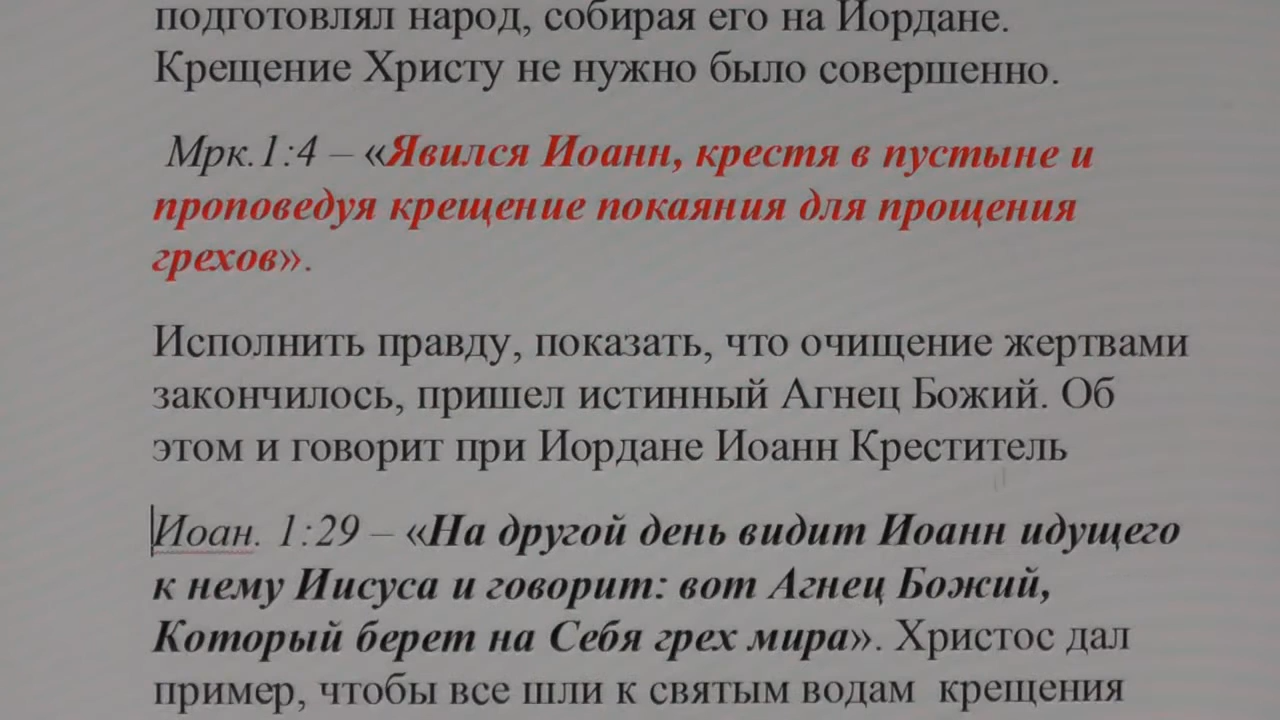 подготовлял народ, собирая его на Иордане.
Крещение Христу не нужно было совершенно.
Мрк.1:4 – «Явился Иоанн, крестя в пустыне и
проповедуя крещение покаяния для прощения
грехов».
Исполнить правду, показать, что очищение жертвами
закончилось, пришел истинный Агнец Божий. Об
этом и говорит при Иордане Иоанн Креститель
Иоан. 1:29 – «На другой день видит Иоанн идущего
к нему Иисуса и говорит: вот Агнец Божий,
Который берет на Себя грех мира». Христос дал
пример, чтобы все шли к святым водам крещения